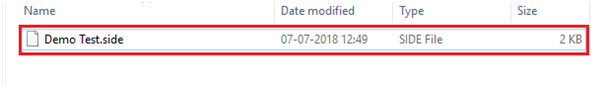 Name Date modified Type Size
Demo Test.side 07-07-2018 12:49 SIDE File 2 KB